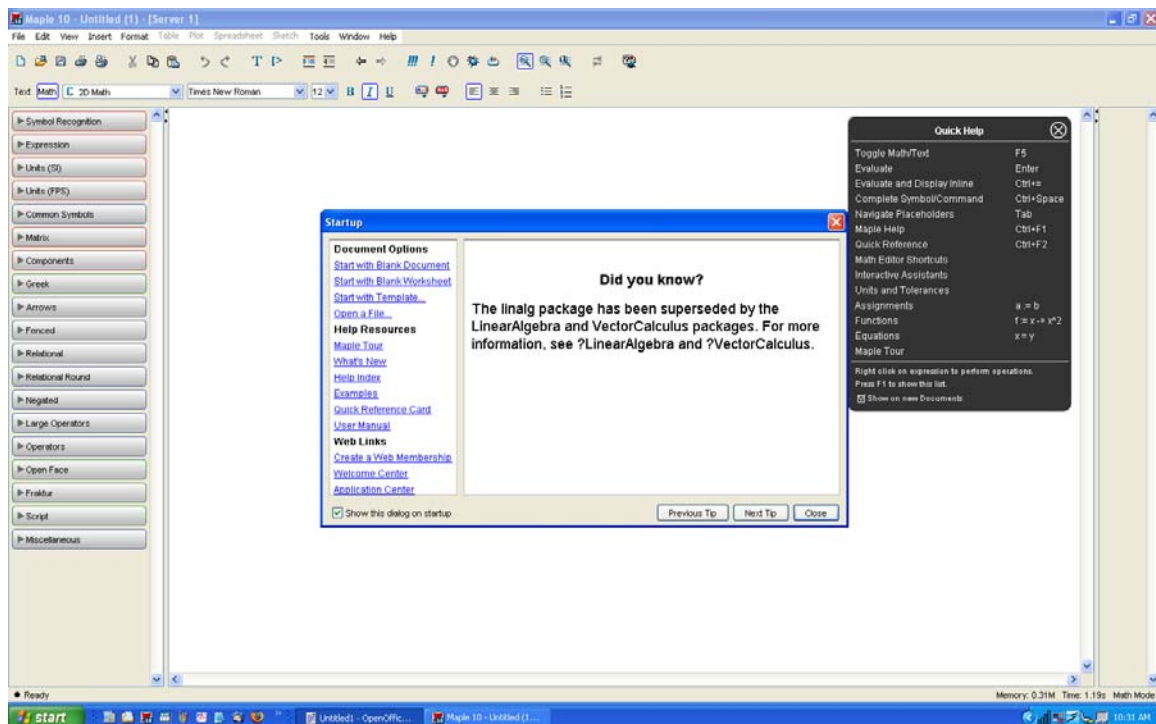 Maple 10 - Untitled (1) - [Server 1]
File Edit View Insert Format Table Plot Spreadsheet Sketch Tools Window Help
Text Math C 2D Math Times New Roman 12 B I U
Symbol Recognition
Expression
Units (SI)
Units (FPS)
Common Symbols
Matrix
Components
Greek
Arrows
Fenced
Relational
Relational Round
Negated
Large Operators
Operators
Open Face
Fraktur
Script
Miscellaneous
Startup
Document Options
Start with Blank Document
Start with Blank Worksheet
Start with Template...
Open a File...
Help Resources
Maple Tour
What's New
Help Index
Examples
Quick Reference Card
User Manual
Web Links
Create a Web Membership
Welcome Center
Application Center
Did you know?
The linalg package has been superseded by the
LinearAlgebra and VectorCalculus packages. For more
information, see ?LinearAlgebra and ?VectorCalculus.
Show this dialog on startup
Previous Tip Next Tip Close
Quick Help
Toggle Math/Text F5
Evaluate Enter
Evaluate and Display Inline Ctrl+=
Complete Symbol/Command Ctrl+Space
Navigate Placeholders Tab
Maple Help Ctrl+F1
Quick Reference Ctrl+F2
Math Editor Shortcuts
Interactive Assistants
Units and Tolerances
Assignments a := b
Functions f := x -> x^2
Equations x = y
Maple Tour
Right click on expression to perform operations.
Press F1 to show this list.
Show on new Documents
Ready
Memory: 0.31M Time: 1.19s Math Mode
start
Untitled1 - OpenOffic...
Maple 10 - Untitled (1...
10:31 AM